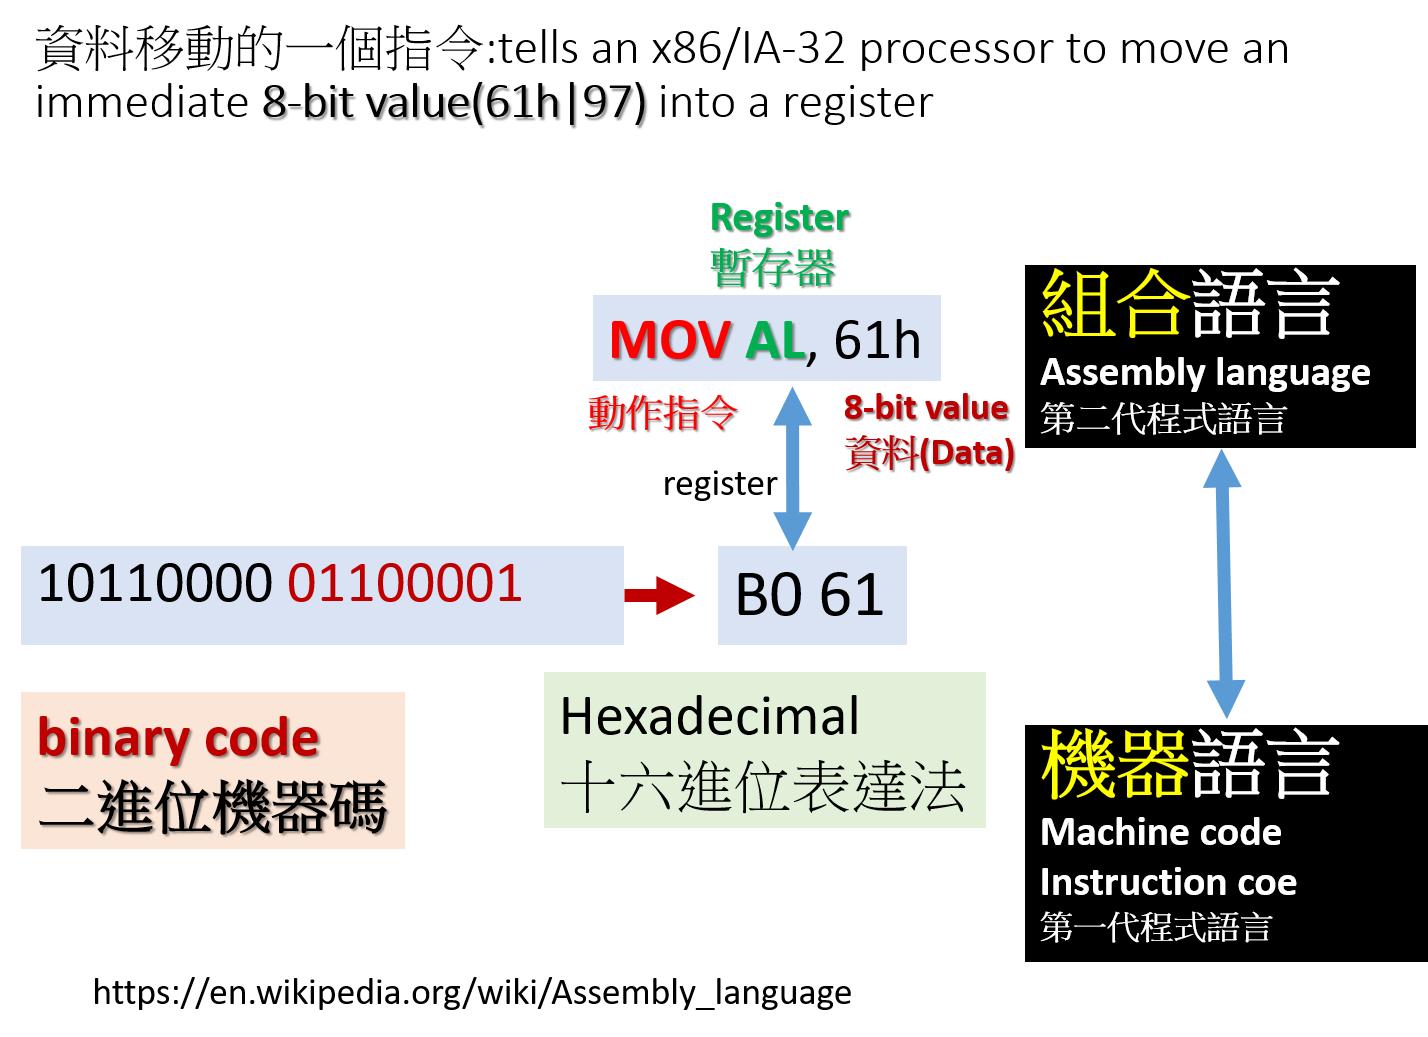 資料移動的一個指令:tells an x86/IA-32 processor to move an
immediate 8-bit value(61h|97) into a register
Register
暫存器
MOV AL, 61h
動作指令
8-bit value
資料(Data)
register
組合語言
Assembly language
第二代程式語言
10110000 01100001
B0 61
binary code
二進位機器碼
Hexadecimal
十六進位表達法
機器語言
Machine code
Instruction coe
第一代程式語言
https://en.wikipedia.org/wiki/Assembly_language